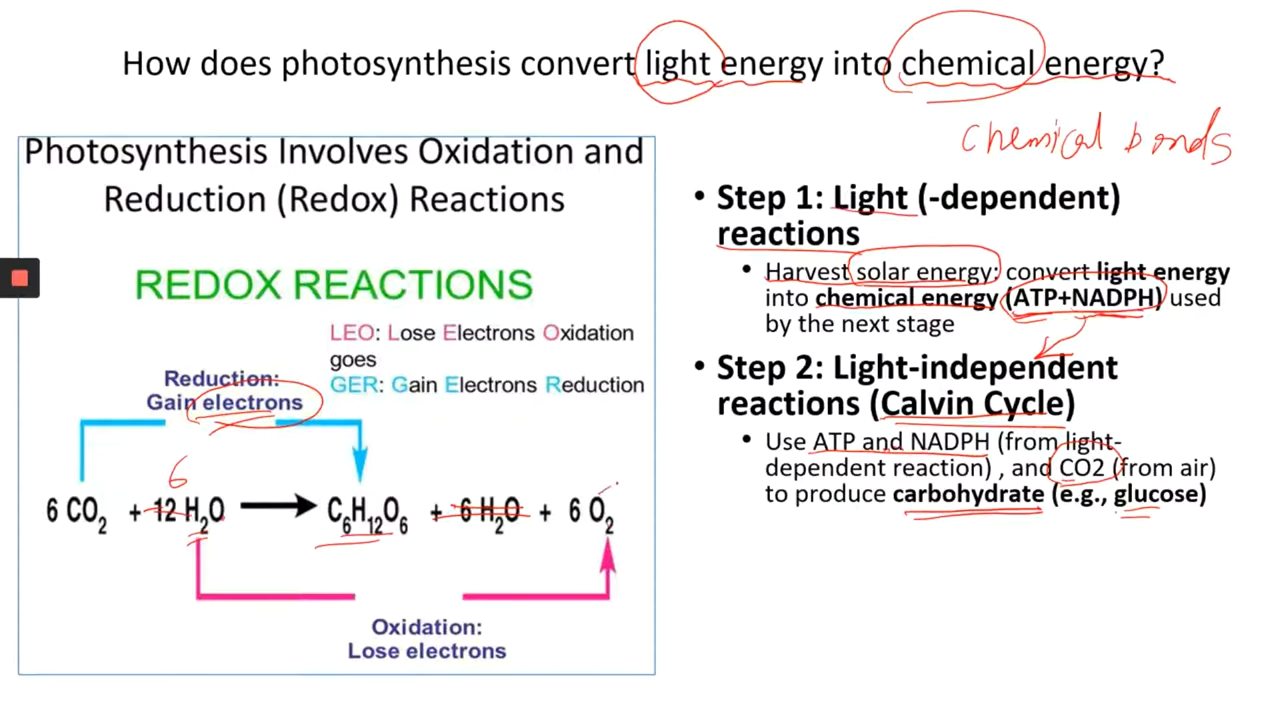 How does photosynthesis convert light energy into chemical energy?
chemical bonds
Photosynthesis Involves Oxidation and
Reduction (Redox) Reactions
REDOX REACTIONS
LEO: Lose Electrons Oxidation
goes
GER: Gain Electrons Reduction
Reduction:
Gain electrons
6
6 CO2 + 12 H2O → C6H12O6 + 6 H2O + 6 O2
Oxidation:
Lose electrons
• Step 1: Light (-dependent)
reactions
• Harvest solar energy; convert light energy
into chemical energy (ATP+NADPH) used
by the next stage
• Step 2: Light-independent
reactions (Calvin Cycle)
• Use ATP and NADPH (from light-
dependent reaction) , and CO2 (from air)
to produce carbohydrate (e.g., glucose)